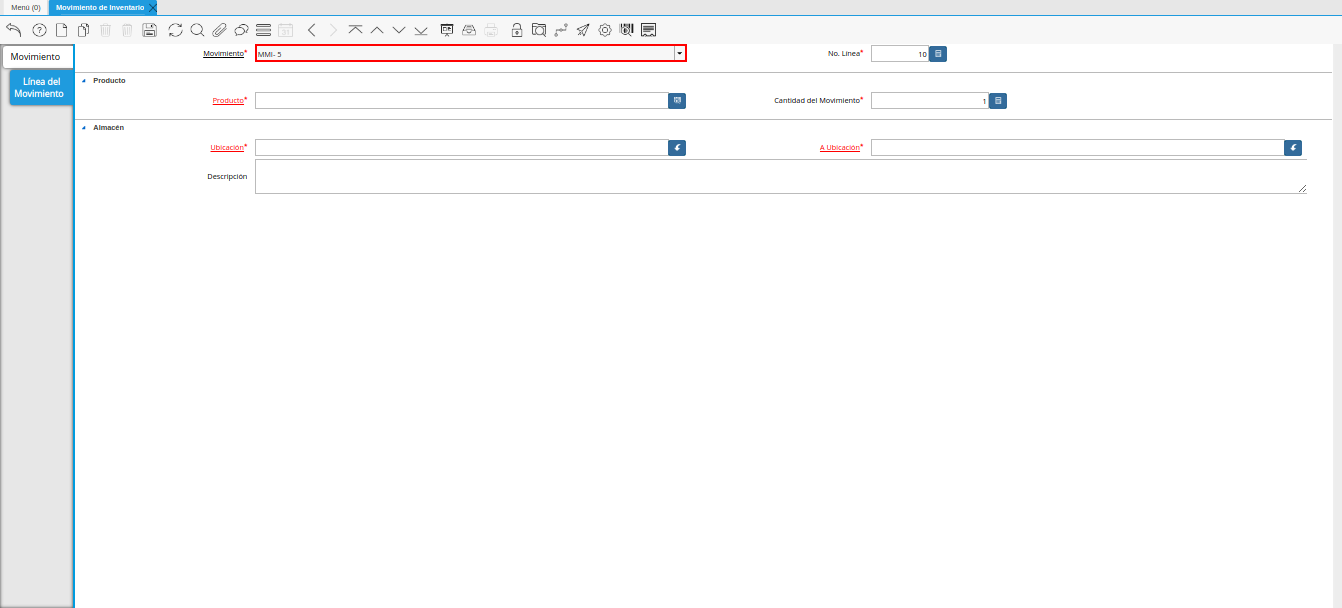 Menú (0) Movimiento de Inventario
Movimiento
Línea del
Movimiento
Movimiento* MMI- 5 No. Línea* 10
Producto
Producto* Cantidad del Movimiento* 1
Almacén
Ubicación* A Ubicación*
Descripción